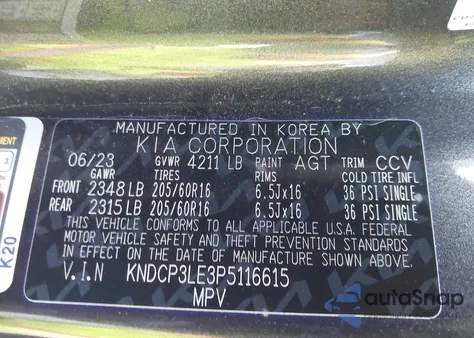 MANUFACTURED IN KOREA BY
KIA CORPORATION
06/23 GVWR 4211 LB PAINT AGT TRIM CCV
GAWR TIRES RIMS COLD TIRE INFL
FRONT 2348 LB 205/60R16 6.5Jx16 36 PSI SINGLE
REAR 2315 LB 205/60R16 6.5Jx16 36 PSI SINGLE
THIS VEHICLE CONFORMS TO ALL APPLICABLE U.S.A. FEDERAL
MOTOR VEHICLE SAFETY AND THEFT PREVENTION STANDARDS
IN EFFECT ON THE DATE OF MANUFACTURE SHOWN ABOVE.
V.I.N KNDCP3LE3P5116615
MPV
3
K20
autoSnap